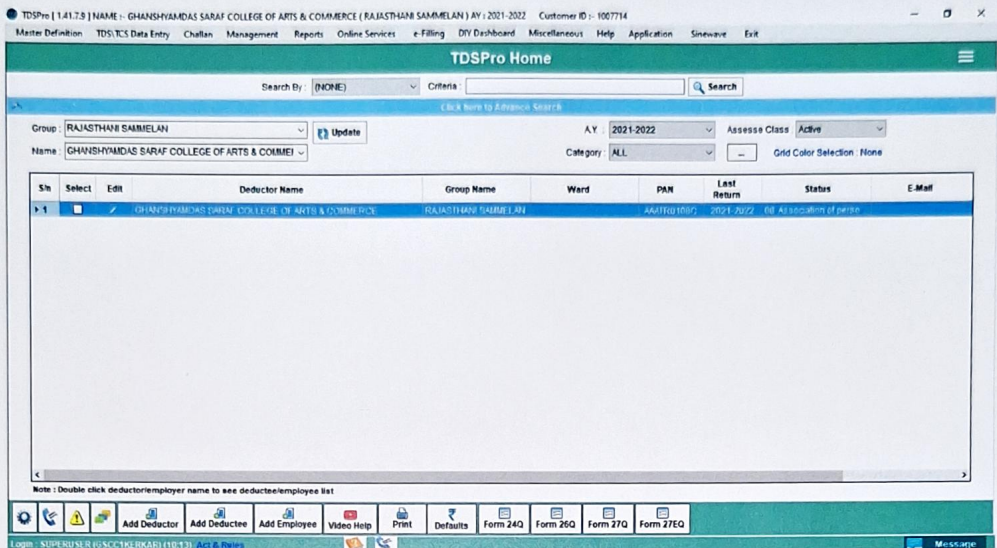 TDSPro [ 1.41.7.9 ] NAME :- GHANSHYAMDAS SARAF COLLEGE OF ARTS & COMMERCE ( RAJASTHANI SAMMELAN ) AY : 2021-2022 Customer ID :- 1007714
Master Definition TDS\TCS Data Entry Challan Management Reports Online Services e-Filling DIY Dashboard Miscellaneous Help Application Sinewave Exit
TDSPro Home
Search By : (NONE) Criteria : Search
Click here to Advance Search
Group : RAJASTHANI SAMMELAN Update A.Y. : 2021-2022 Assesse Class Active
Name : GHANSHYAMDAS SARAF COLLEGE OF ARTS & COMMEI Category : ALL ... Grid Color Selection : None
S/n Select Edit Deductor Name Group Name Ward PAN Last Return Status E-Mail
1 GHANSHYAMDAS SARAF COLLEGE OF ARTS & COMMERCE RAJASTHANI SAMMELAN 2021-2022 Association of perso
Note : Double click deductor/employer name to see deductee/employee list
Add Deductor Add Deductee Add Employee Video Help Print Defaults Form 24Q Form 26Q Form 27Q Form 27EQ
Login : SUPERUSER (GSCC1KERKAR) (10:13) Act & Rules Message